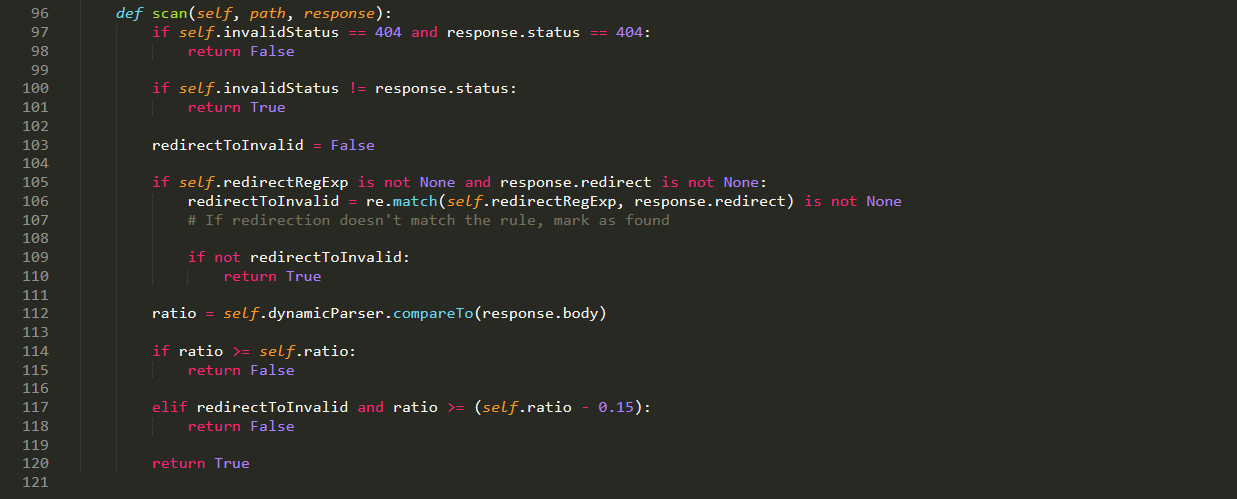 96 def scan(self, path, response):
97 if self.invalidStatus == 404 and response.status == 404:
98 return False
99
100 if self.invalidStatus != response.status:
101 return True
102
103 redirectToInvalid = False
104
105 if self.redirectRegExp is not None and response.redirect is not None:
106 redirectToInvalid = re.match(self.redirectRegExp, response.redirect) is not None
107 # If redirection doesn't match the rule, mark as found
108
109 if not redirectToInvalid:
110 return True
111
112 ratio = self.dynamicParser.compareTo(response.body)
113
114 if ratio >= self.ratio:
115 return False
116
117 elif redirectToInvalid and ratio >= (self.ratio - 0.15):
118 return False
119
120 return True
121